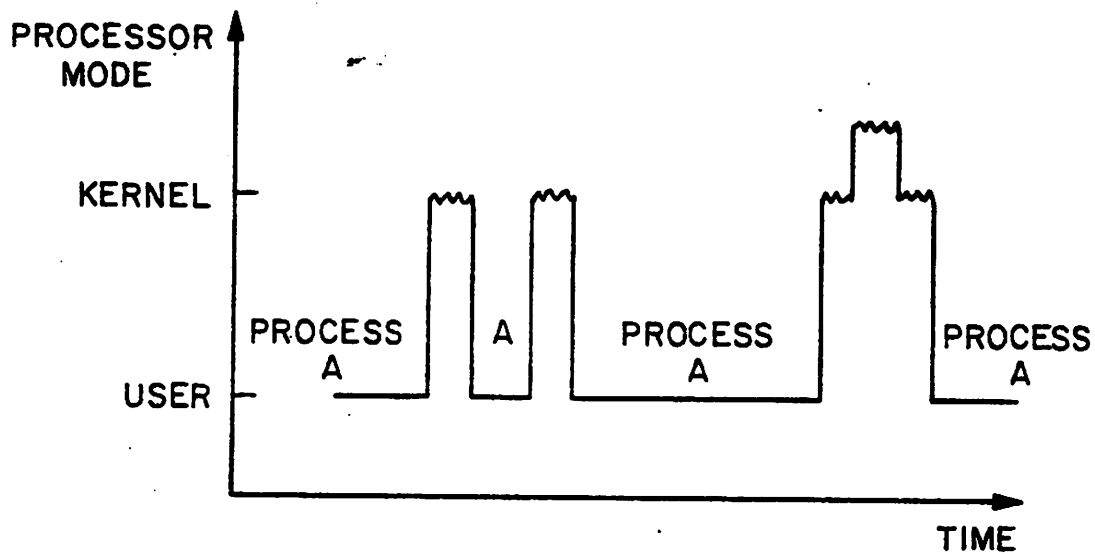 PROCESSOR
MODE
KERNEL
PROCESS
A
A
PROCESS
A
PROCESS
A
USER
TIME